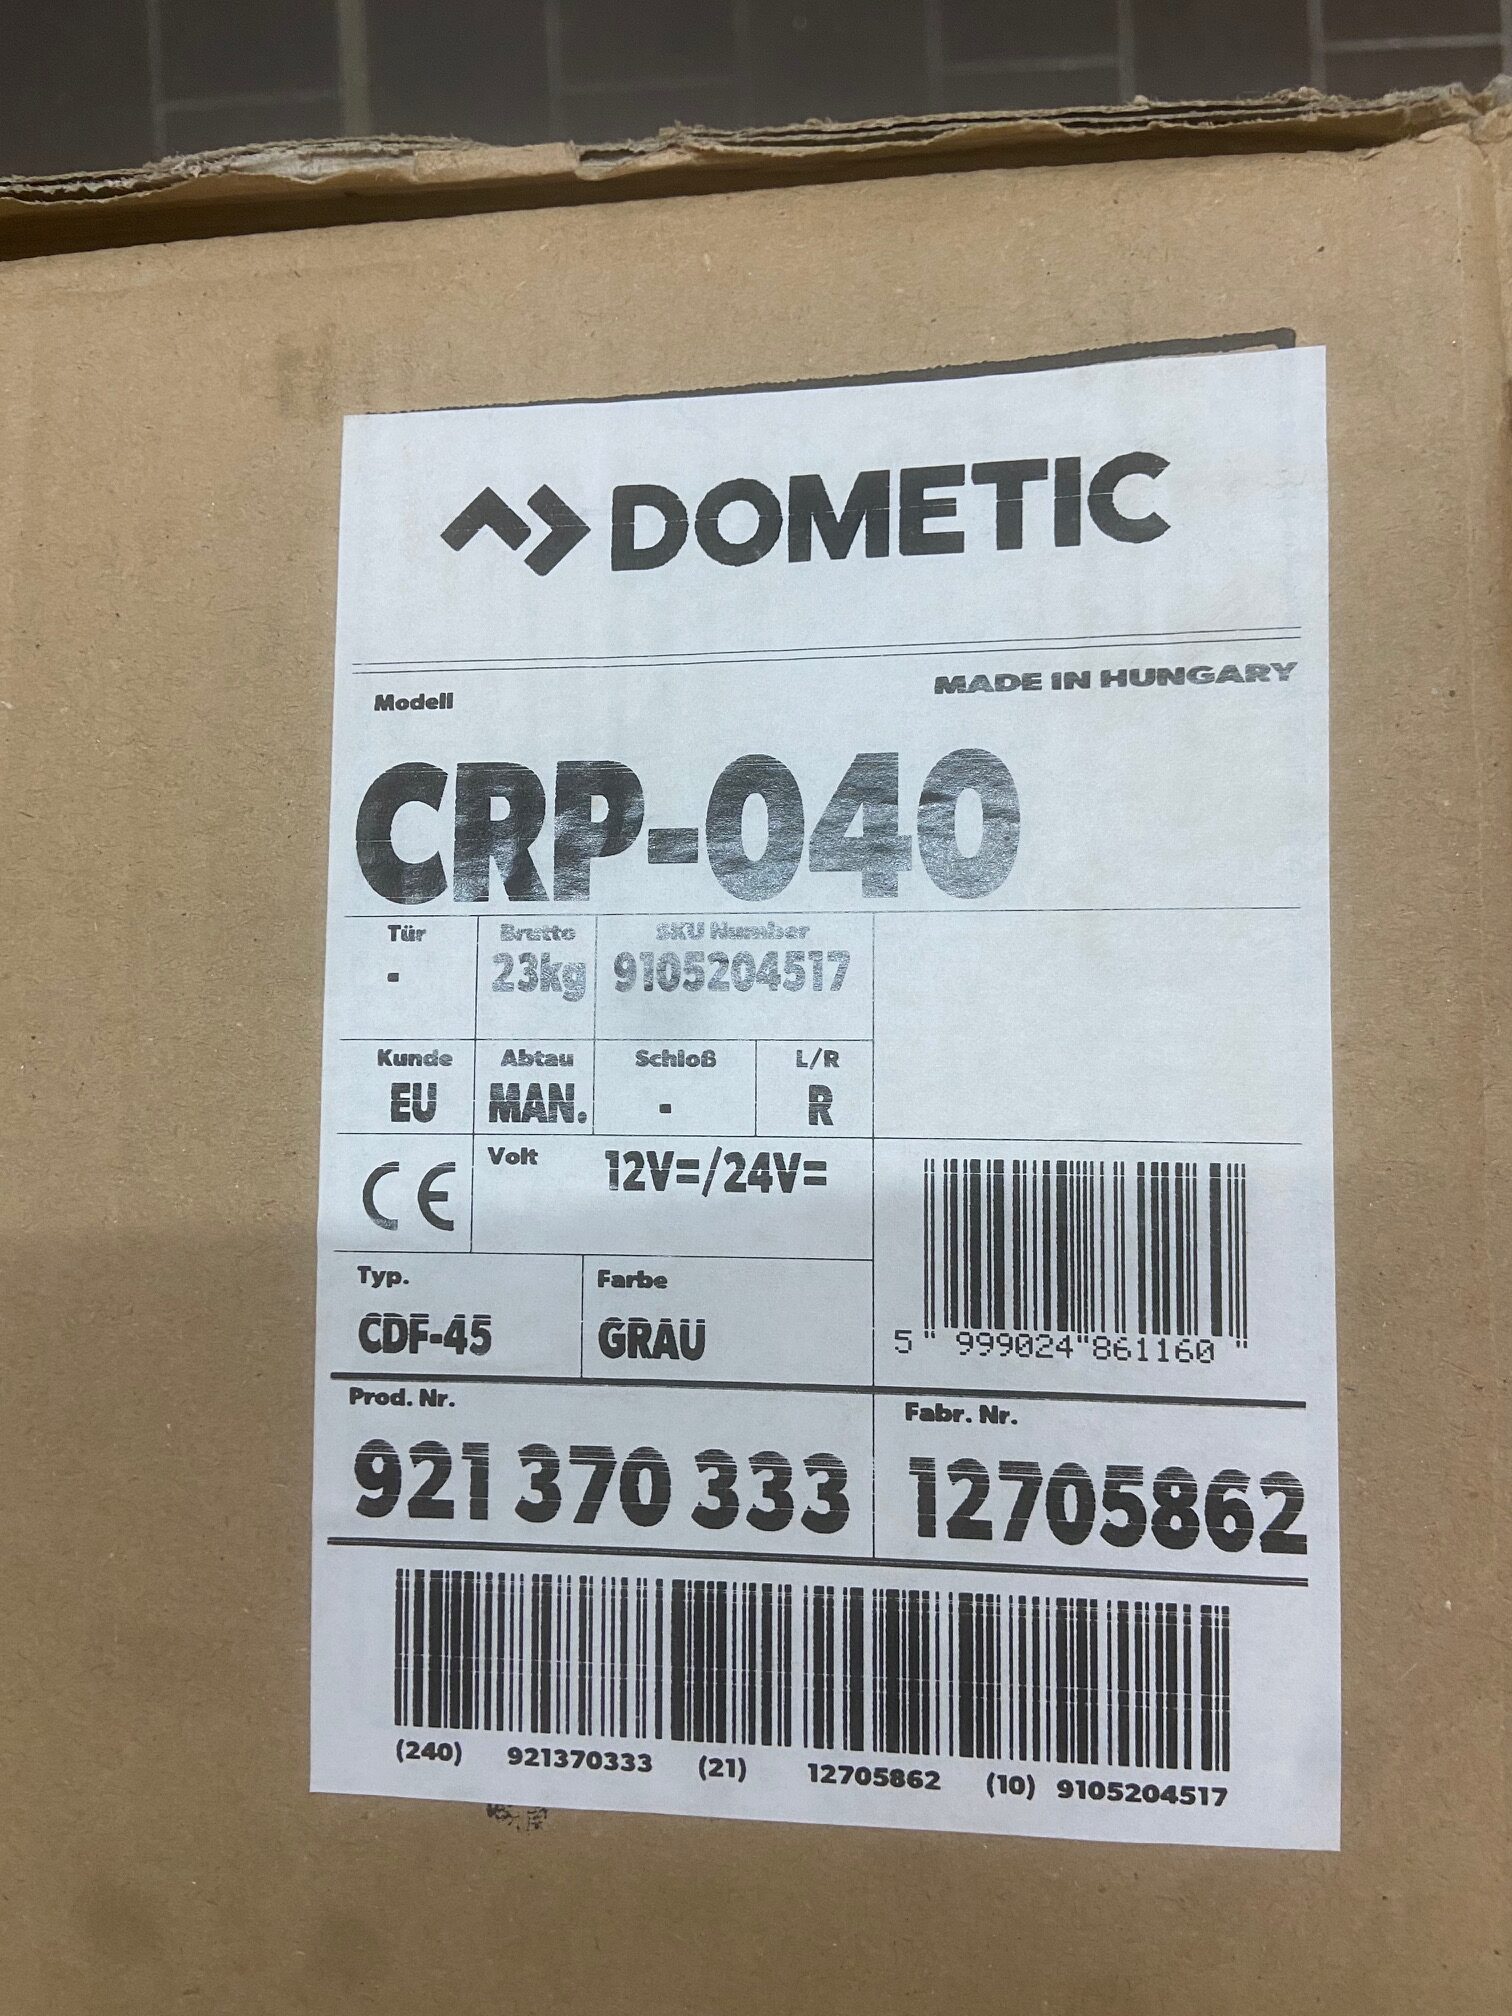 DOMETIC
MADE IN HUNGARY
Modell
CRP-040
Tür Brutto SKU Number
- 23kg 9105204517
Kunde Abtau Schloß L/R
EU MAN. - R
CE Volt 12V=/24V=
Typ. Farbe
CDF-45 GRAU
5 "999024"861160"
Prod. Nr. Fabr. Nr.
921 370 333 12705862
(240) 921370333 (21) 12705862 (10) 9105204517